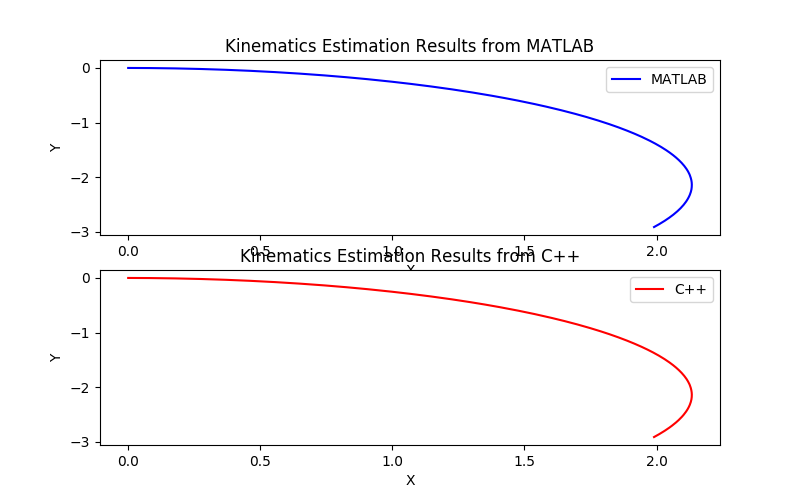 Kinematics Estimation Results from MATLAB
MATLAB
0
−1
−2
−3
Y
0.0 0.5 1.0 1.5 2.0
X
Kinematics Estimation Results from C++
C++
0
−1
−2
−3
Y
0.0 0.5 1.0 1.5 2.0
X